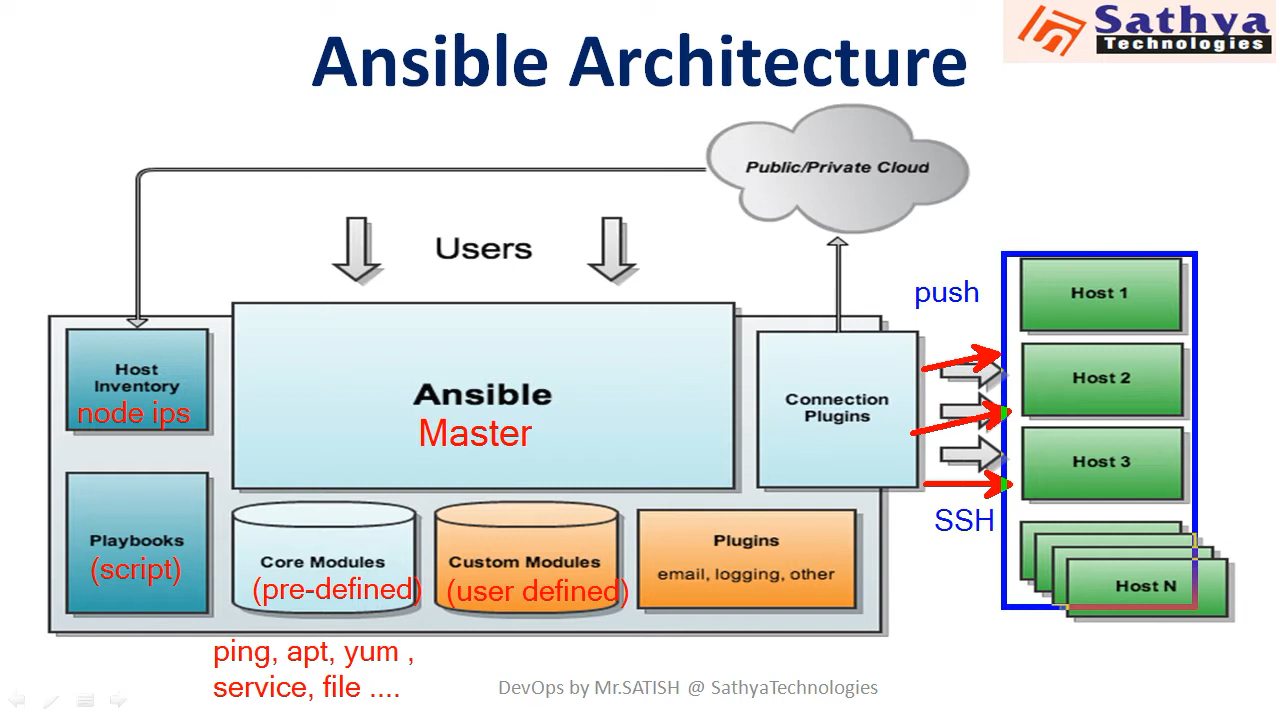 Sathya
Technologies
Ansible Architecture
Public/Private Cloud
Users
push
Host 1
Host
Inventory
node ips
Ansible
Master
Connection
Plugins
Host 2
Host 3
SSH
Playbooks
(script)
Core Modules
(pre-defined)
Custom Modules
(user defined)
Plugins
email, logging, other
Host N
ping, apt, yum ,
service, file ....
DevOps by Mr.SATISH @ SathyaTechnologies